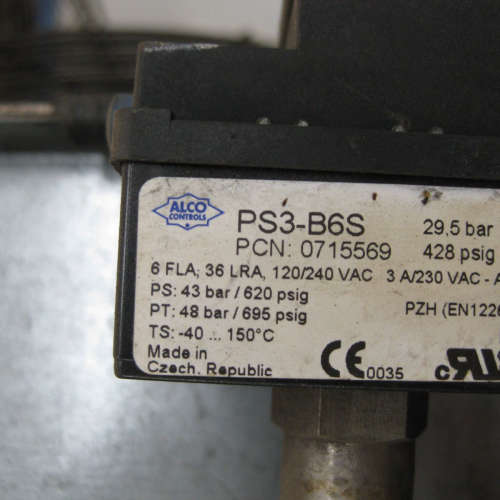 ALCO
CONTROLS
PS3-B6S 29.5 bar
PCN: 0715569 428 psig
6 FLA; 36 LRA, 120/240 VAC 3 A/230 VAC - A
PS: 43 bar / 620 psig
PT: 48 bar / 695 psig PZH (EN1226
TS: -40 ... 150°C
Made in
Czech. Republic CE 0035